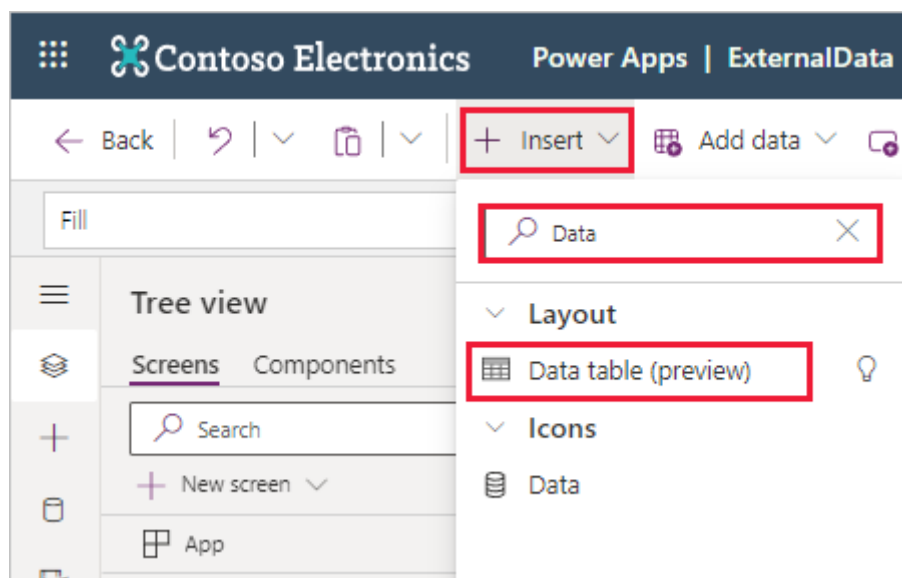 Contoso Electronics Power Apps | ExternalData
Back Insert Add data
Fill
Data
Tree view
Layout
Screens Components
Data table (preview)
Search
Icons
New screen
Data
App